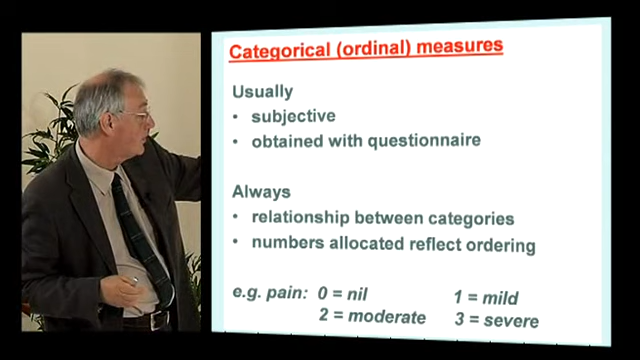 Categorical (ordinal) measures
Usually
• subjective
• obtained with questionnaire
Always
• relationship between categories
• numbers allocated reflect ordering
e.g. pain: 0 = nil 1 = mild
2 = moderate 3 = severe